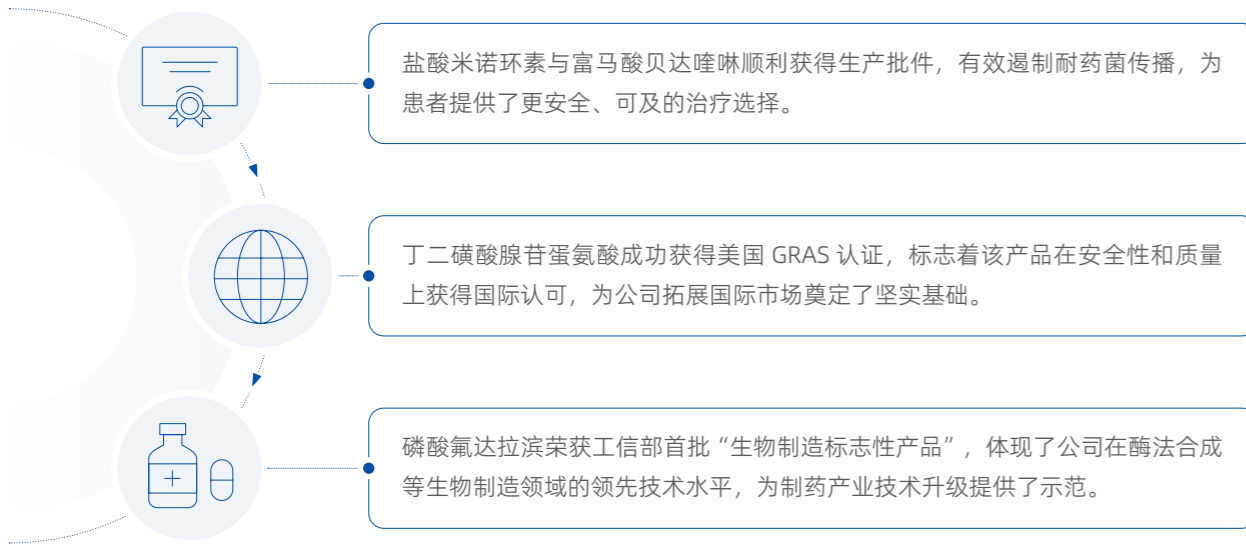 盐酸米诺环素与富马酸贝达喹啉顺利获得生产批件，有效遏制耐药菌传播，为
患者提供了更安全、可及的治疗选择。
丁二磺酸腺苷蛋氨酸成功获得美国 GRAS 认证，标志着该产品在安全性和质量
上获得国际认可，为公司拓展国际市场奠定了坚实基础。
磷酸氟达拉滨荣获工信部首批“生物制造标志性产品”，体现了公司在酶法合成
等生物制造领域的领先技术水平，为制药产业技术升级提供了示范。